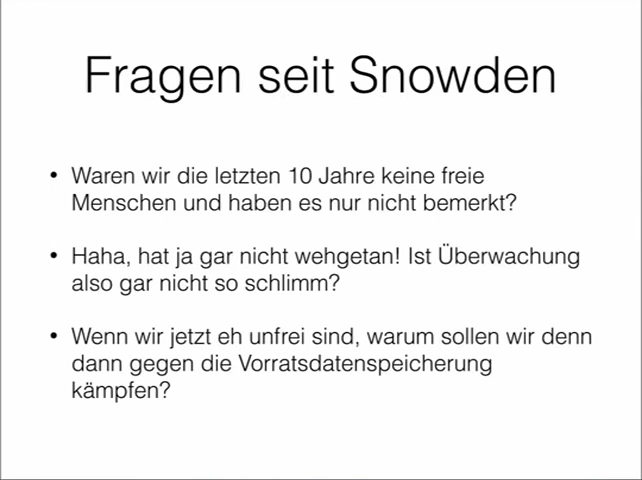 Fragen seit Snowden
• Waren wir die letzten 10 Jahre keine freie
Menschen und haben es nur nicht bemerkt?
• Haha, hat ja gar nicht wehgetan! Ist Überwachung
also gar nicht so schlimm?
• Wenn wir jetzt eh unfrei sind, warum sollen wir denn
dann gegen die Vorratsdatenspeicherung
kämpfen?